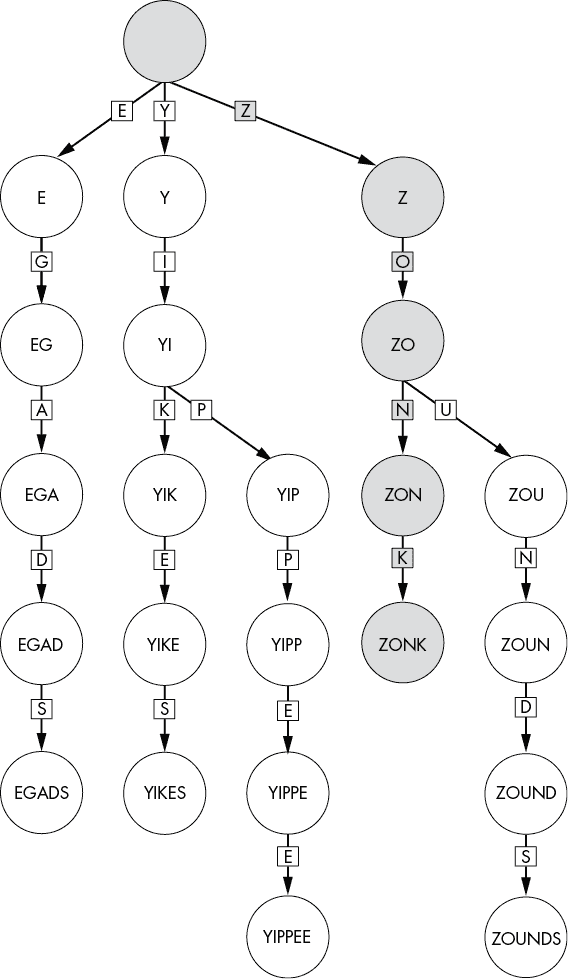 E Y Z
E Y Z
G I O
EG YI ZO
A K P N U
EGA YIK YIP ZON ZOU
D E P K N
EGAD YIKE YIPP ZONK ZOUN
S S E D
EGADS YIKES YIPPE ZOUND
E S
YIPPEE ZOUNDS